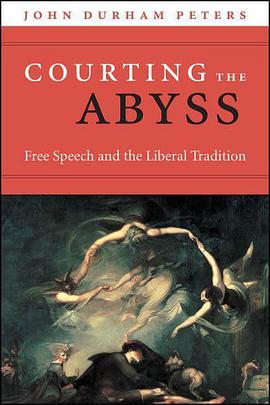 JOHN DURHAM PETERS
COURTING THE
ABYSS
Free Speech and the Liberal Tradition